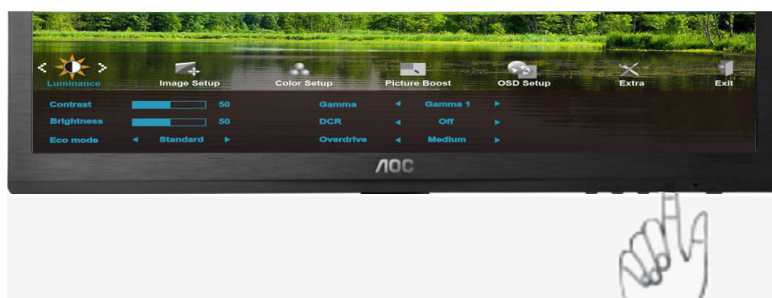 Luminance Image Setup Color Setup Picture Boost OSD Setup Extra Exit
Contrast 50 Gamma Gamma 1
Brightness 50 DCR Off
Eco mode Standard Overdrive Medium
AOC